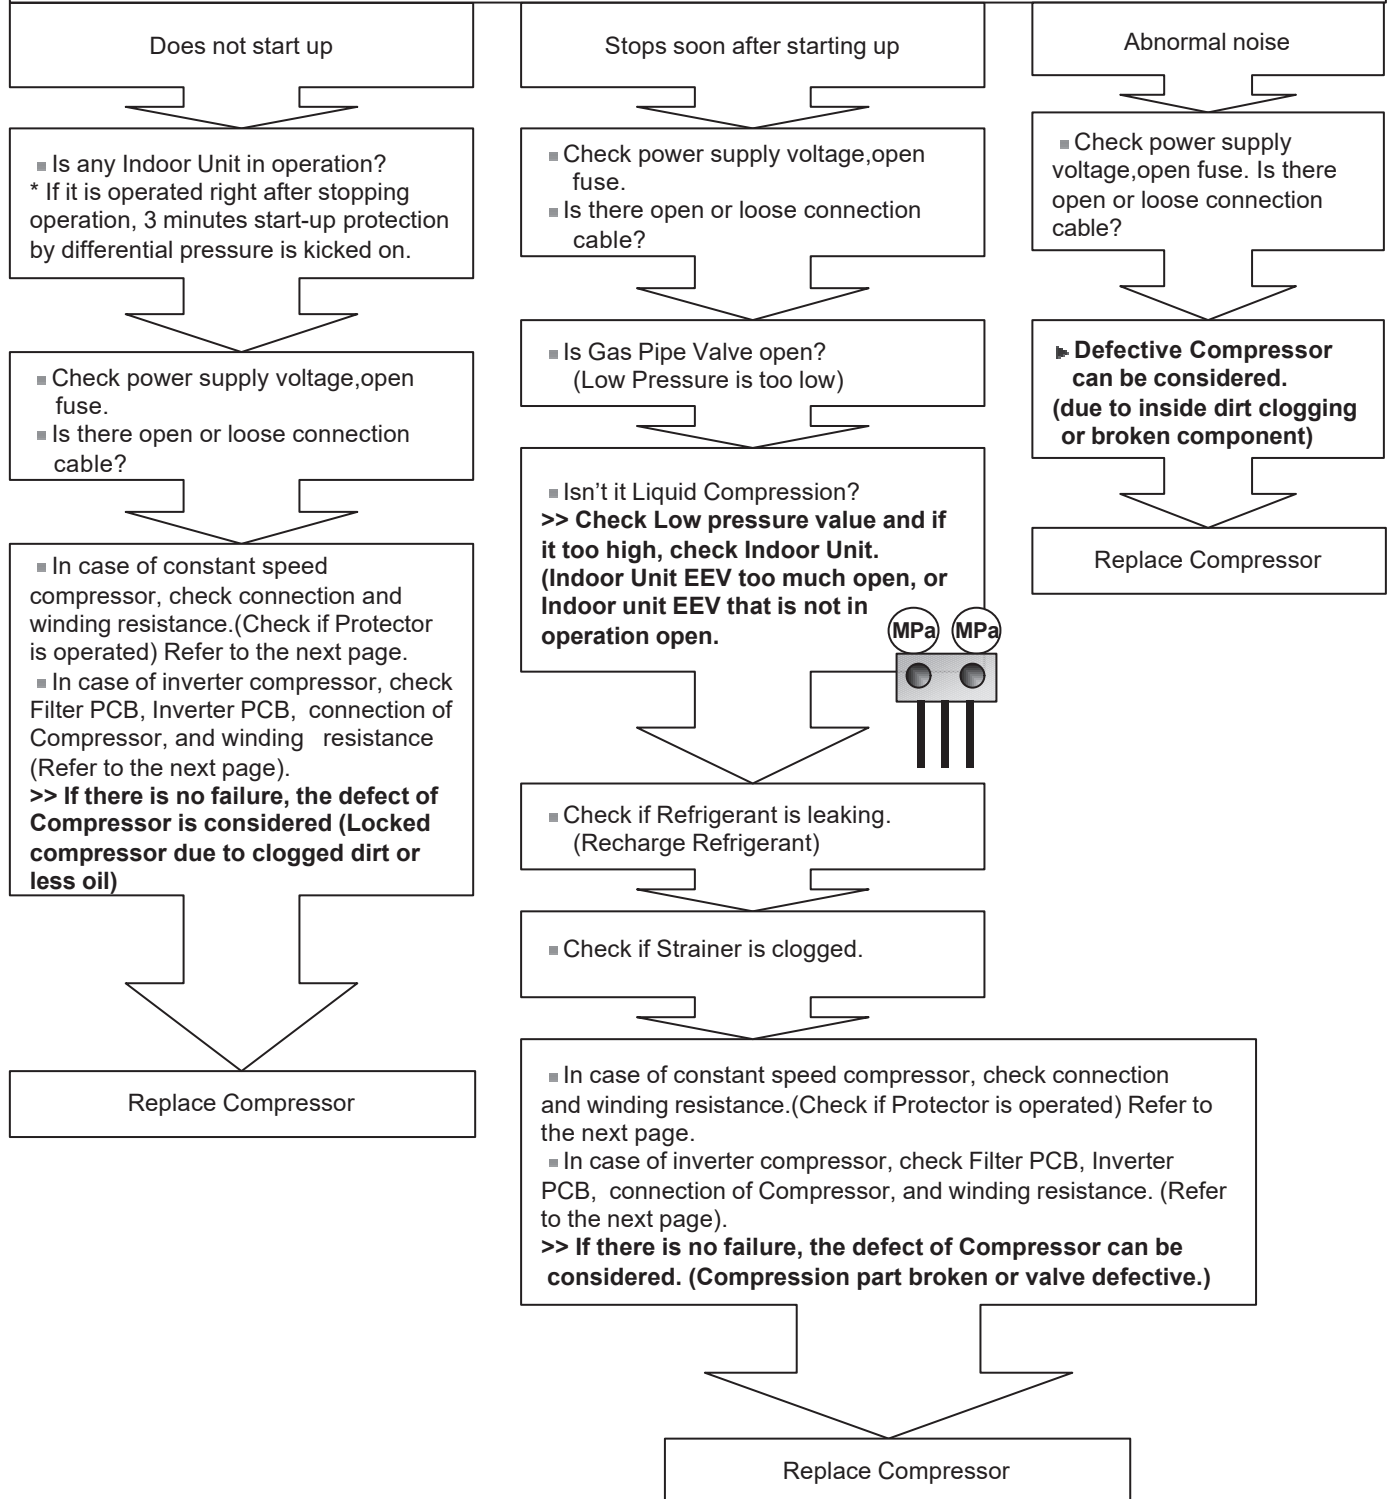 Does not start up
■ Is any Indoor Unit in operation?
* If it is operated right after stopping
operation, 3 minutes start-up protection
by differential pressure is kicked on.
■ Check power supply voltage,open
fuse.
■ Is there open or loose connection
cable?
■ In case of constant speed
compressor, check connection and
winding resistance.(Check if Protector
is operated) Refer to the next page.
■ In case of inverter compressor, check
Filter PCB, Inverter PCB, connection of
Compressor, and winding resistance
(Refer to the next page).
>> If there is no failure, the defect of
Compressor is considered (Locked
compressor due to clogged dirt or
less oil)
Replace Compressor
Stops soon after starting up
■ Check power supply voltage,open
fuse.
■ Is there open or loose connection
cable?
■ Is Gas Pipe Valve open?
(Low Pressure is too low)
■ Isn't it Liquid Compression?
>> Check Low pressure value and if
it too high, check Indoor Unit.
(Indoor Unit EEV too much open, or
Indoor unit EEV that is not in
operation open.
MPa MPa
■ Check if Refrigerant is leaking.
(Recharge Refrigerant)
■ Check if Strainer is clogged.
■ In case of constant speed compressor, check connection
and winding resistance.(Check if Protector is operated) Refer to
the next page.
■ In case of inverter compressor, check Filter PCB, Inverter
PCB, connection of Compressor, and winding resistance. (Refer
to the next page).
>> If there is no failure, the defect of Compressor can be
considered. (Compression part broken or valve defective.)
Replace Compressor
Abnormal noise
■ Check power supply
voltage,open fuse. Is there
open or loose connection
cable?
► Defective Compressor
can be considered.
(due to inside dirt clogging
or broken component)
Replace Compressor